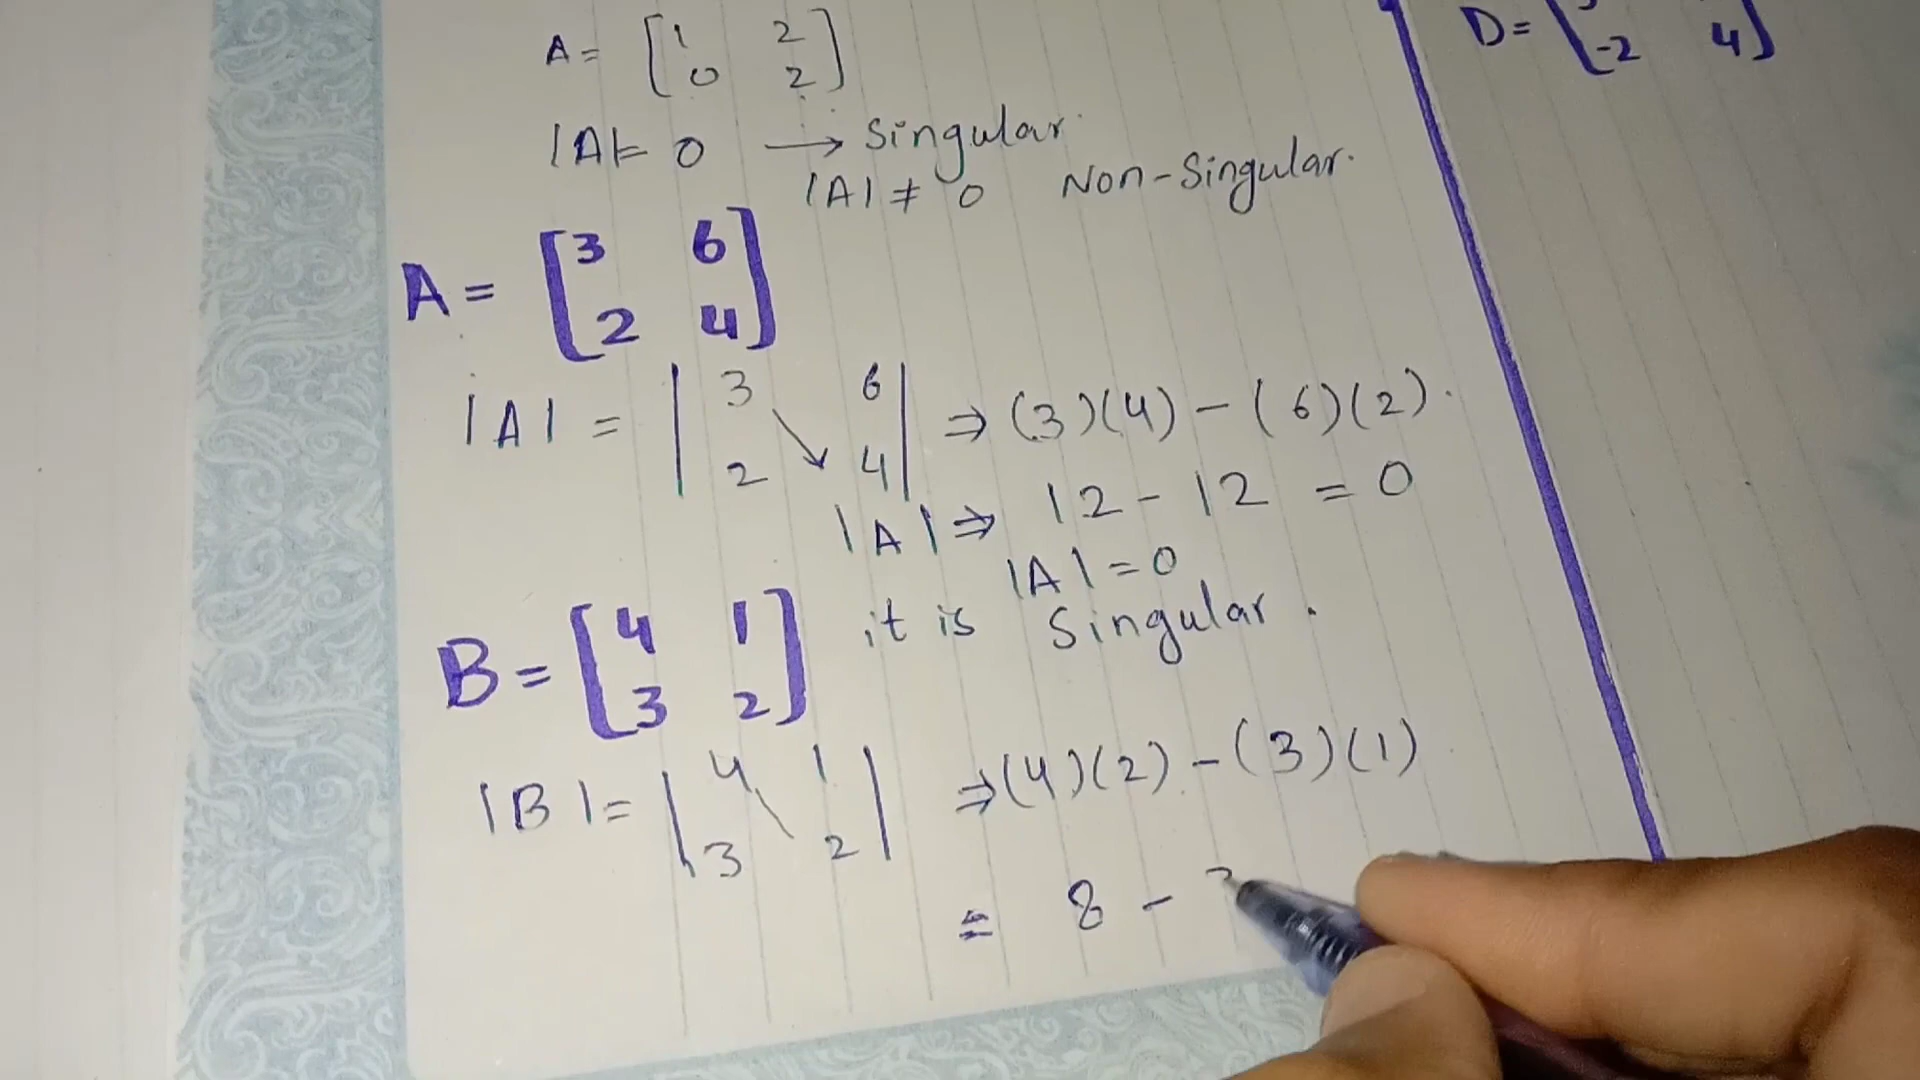 A = [1 2
0 2]
|A|= 0 → Singular.
|A| ≠ 0 Non-Singular.
A = [3 6
2 4]
|A| = |3 6
2 4| ⇒ (3)(4) - (6)(2).
|A| ⇒ 12 - 12 = 0
|A| = 0
it is Singular.
B = [4 1
3 2]
|B| = |4 1
3 2| ⇒ (4)(2) - (3)(1)
= 8 -
D = [
-2 4]